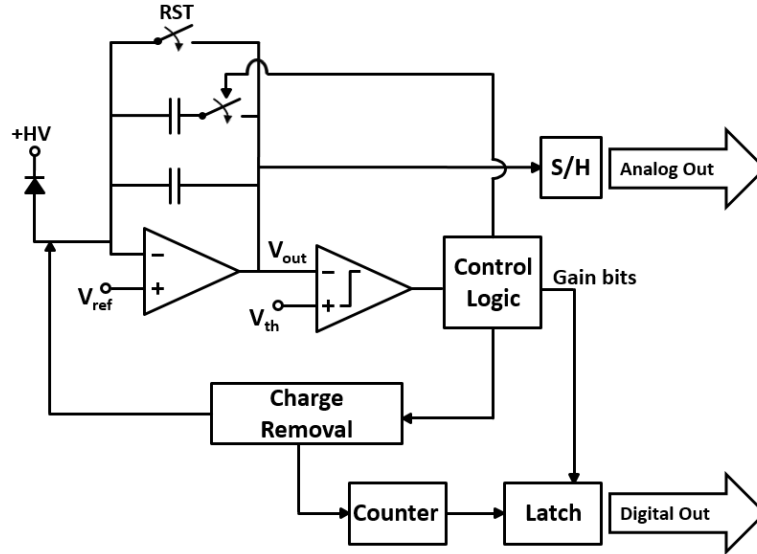 RST
+HV
S/H
Analog Out
−
+
V_ref
V_out
−
+
V_th
Control
Logic
Gain bits
Charge
Removal
Counter
Latch
Digital Out